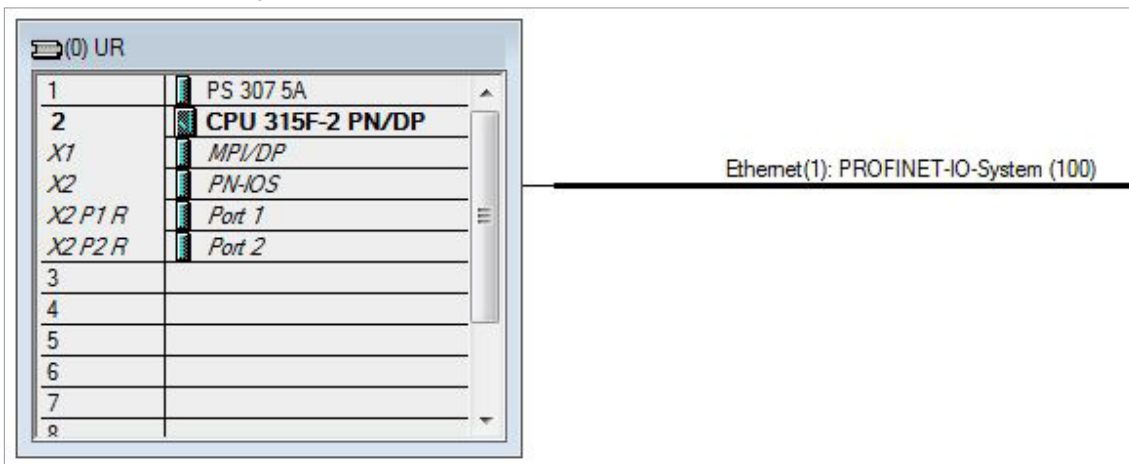 (0) UR
1 PS 307 5A
2 CPU 315F-2 PN/DP
X1 MPI/DP
X2 PN-IOS
X2 P1 R Port 1
X2 P2 R Port 2
3
4
5
6
7
8
Ethernet(1): PROFINET-IO-System (100)